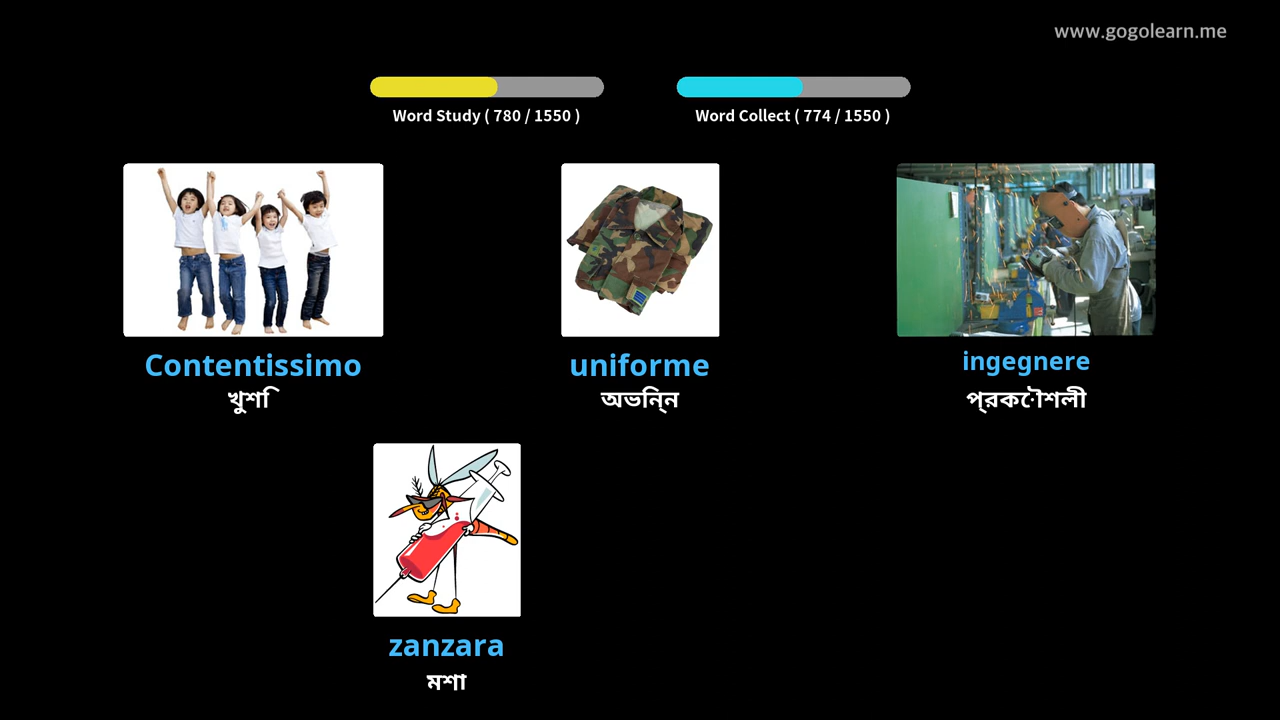 www.gogolearn.me
Word Study ( 780 / 1550 )
Word Collect ( 774 / 1550 )
Contentissimo
খুশি
uniforme
অভিন্ন
ingegnere
প্রকৌশলী
zanzara
মশা